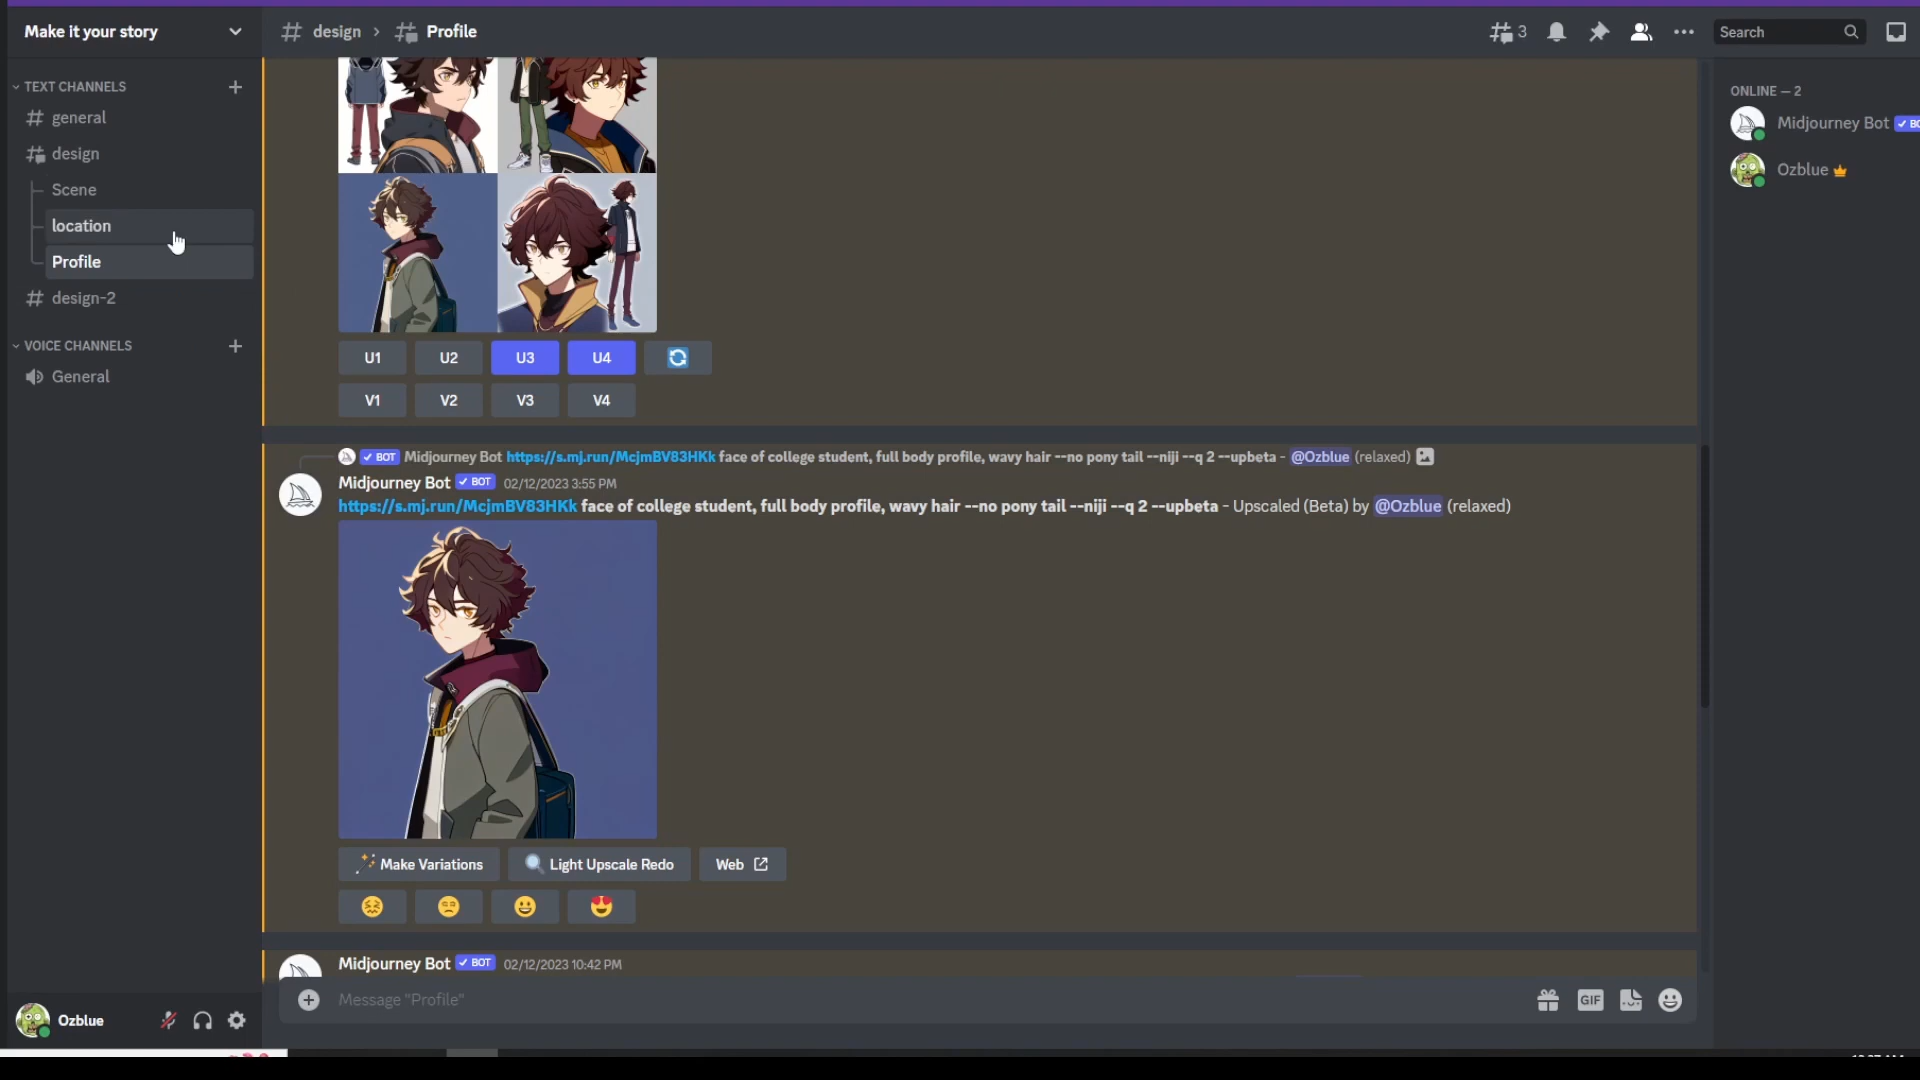 Make it your story
design › Profile
3
Search
TEXT CHANNELS
general
design
Scene
location
Profile
design-2
VOICE CHANNELS
General
U1 U2 U3 U4
V1 V2 V3 V4
BOT Midjourney Bot https://s.mj.run/McjmBV83HKk face of college student, full body profile, wavy hair --no pony tail --niji --q 2 --upbeta - @Ozblue (relaxed)
Midjourney Bot BOT 02/12/2023 3:55 PM
https://s.mj.run/McjmBV83HKk face of college student, full body profile, wavy hair --no pony tail --niji --q 2 --upbeta - Upscaled (Beta) by @Ozblue (relaxed)
Make Variations Light Upscale Redo Web
Midjourney Bot BOT 02/12/2023 10:42 PM
Message "Profile"
GIF
Ozblue
ONLINE — 2
Midjourney Bot
Ozblue